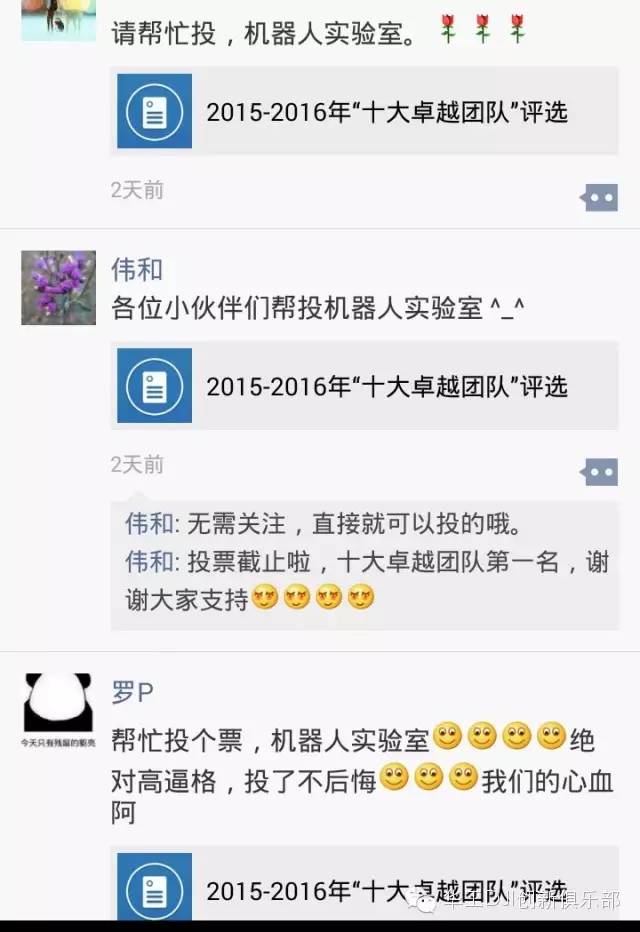 请帮忙投，机器人实验室。
2015-2016年“十大卓越团队”评选
2天前
伟和
各位小伙伴们帮投机器人实验室 ^_^
2015-2016年“十大卓越团队”评选
2天前
伟和: 无需关注，直接就可以投的哦。
伟和: 投票截止啦，十大卓越团队第一名，谢
谢大家支持
罗P
今天只有残留的躯壳
帮忙投个票，机器人实验室绝
对高逼格，投了不后悔我们的心血
阿
2015-2016年“十大卓越团队”评选
华工DJI创新俱乐部